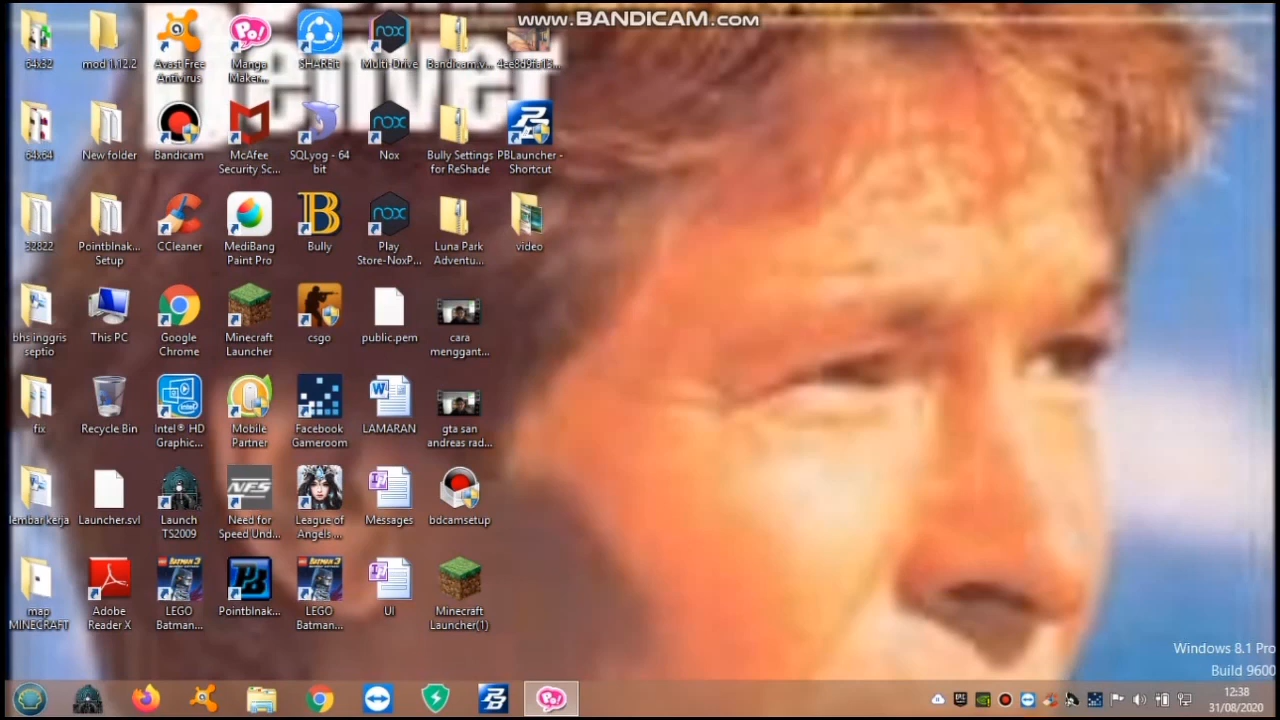 www.BANDICAM.com
Denver
64x32
mod 1.12.2
Avast Free
Antivirus
Manga
Maker...
SHAREit
Multi-Drive
Bandicam.v...
4ee8d9fe13...
64x64
New folder
Bandicam
McAfee
Security Sc...
SQLyog - 64
bit
Nox
Bully Settings
for ReShade
PBLauncher -
Shortcut
32822
Pointblnak...
Setup
CCleaner
MediBang
Paint Pro
Bully
Play
Store-NoxP...
Luna Park
Adventu...
video
bhs inggris
septio
This PC
Google
Chrome
Minecraft
Launcher
csgo
public.pem
cara
menggant...
fix
Recycle Bin
Intel® HD
Graphic...
Mobile
Partner
Facebook
Gameroom
LAMARAN
gta san
andreas rad...
lembar kerja
Launcher.svl
Launch
TS2009
Need for
Speed Und...
League of
Angels...
Messages
bdcamsetup
map
MINECRAFT
Adobe
Reader X
LEGO
Batman...
Pointblnak...
LEGO
Batman...
UI
Minecraft
Launcher(1)
Windows 8.1 Pro
Build 9600
12:38
31/08/2020